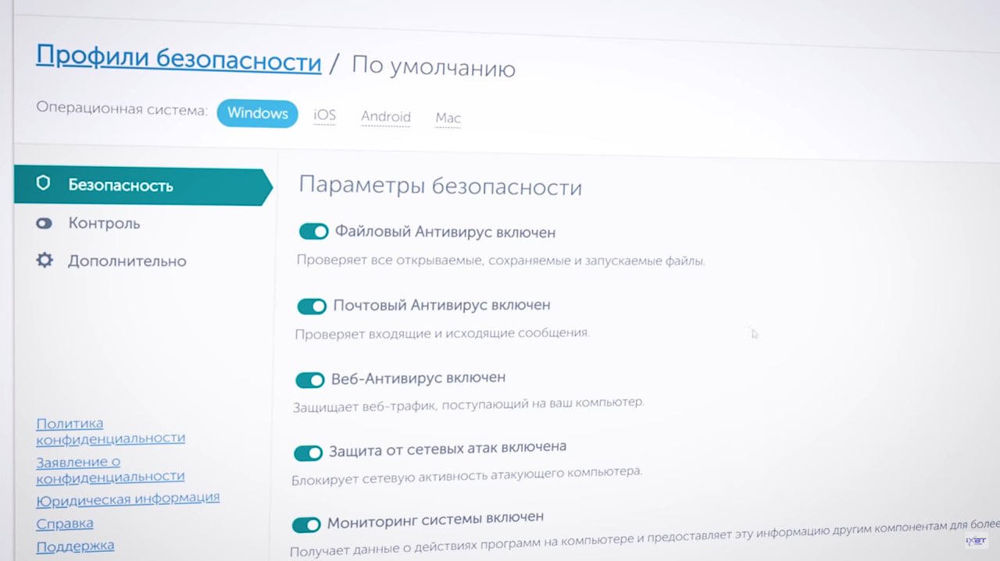 Профили безопасности / По умолчанию
Операционная система: Windows iOS Android Mac
Безопасность
Контроль
Дополнительно
Параметры безопасности
Файловый Антивирус включен
Проверяет все открываемые, сохраняемые и запускаемые файлы.
Почтовый Антивирус включен
Проверяет входящие и исходящие сообщения.
Веб-Антивирус включен
Защищает веб-трафик, поступающий на ваш компьютер.
Защита от сетевых атак включена
Блокирует сетевую активность атакующего компьютера.
Мониторинг системы включен
Получает данные о действиях программ на компьютере и предоставляет эту информацию другим компонентам для более
Политика
конфиденциальности
Заявление о
конфиденциальности
Юридическая информация
Справка
Поддержка
iXBT